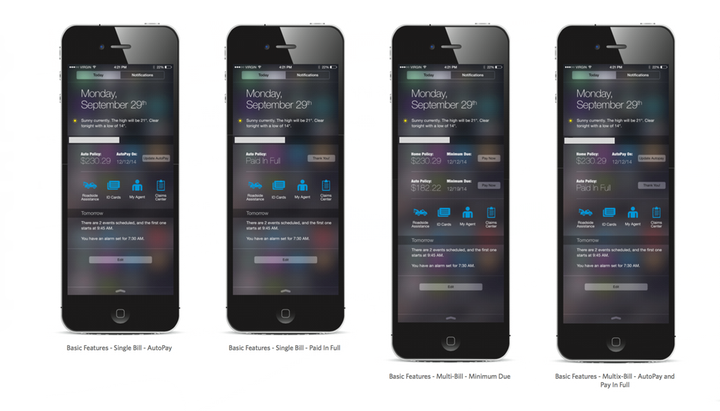 VIRGIN 4:21 PM 22%
Today Notifications
Monday,
September 29th
Sunny currently. The high will be 21°. Clear
tonight with a low of 14°.
Auto Policy: AutoPay On:
$230.29 12/12/14 Update AutoPay
Roadside
Assistance ID Cards My Agent Claims
Center
Tomorrow
There are 2 events scheduled, and the first one
starts at 9:45 AM.
You have an alarm set for 7:30 AM.
Edit
Basic Features - Single Bill - AutoPay
VIRGIN 4:21 PM 22%
Today Notifications
Monday,
September 29th
Sunny currently. The high will be 21°. Clear
tonight with a low of 14°.
Auto Policy:
Paid In Full Thank You!
Roadside
Assistance ID Cards My Agent Claims
Center
Tomorrow
There are 2 events scheduled, and the first one
starts at 9:45 AM.
You have an alarm set for 7:30 AM.
Edit
Basic Features - Single Bill - Paid In Full
VIRGIN 4:21 PM 22%
Today Notifications
Monday,
September 29th
Sunny currently. The high will be 21°. Clear
tonight with a low of 14°.
Home Policy: Minimum Due:
$230.29 12/12/14 Pay Now
Auto Policy: Minimum Due:
$182.22 12/19/14 Pay Now
Roadside
Assistance ID Cards My Agent Claims
Center
Tomorrow
There are 2 events scheduled, and the first one
starts at 9:45 AM.
You have an alarm set for 7:30 AM.
Edit
Basic Features - Multi-Bill - Minimum Due
VIRGIN 4:21 PM 22%
Today Notifications
Monday,
September 29th
Sunny currently. The high will be 21°. Clear
tonight with a low of 14°.
Home Policy: AutoPay On:
$230.29 12/12/14 Update Autopay
Auto Policy:
Paid In Full Thank You!
Roadside
Assistance ID Cards My Agent Claims
Center
Tomorrow
There are 2 events scheduled, and the first one
starts at 9:45 AM.
You have an alarm set for 7:30 AM.
Edit
Basic Features - Multix-Bill - AutoPay and
Pay In Full